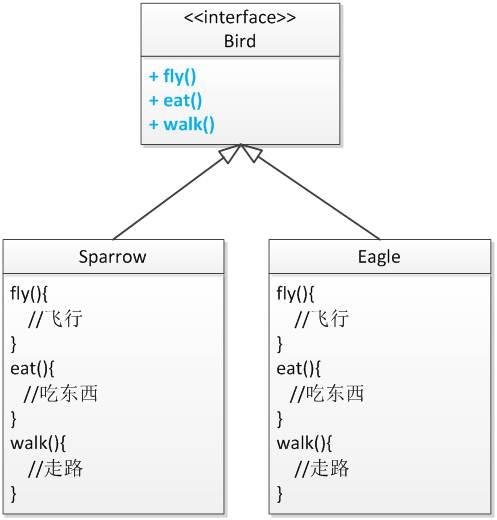 <<interface>>
Bird
+ fly()
+ eat()
+ walk()
Sparrow
fly(){
//飞行
}
eat(){
//吃东西
}
walk(){
//走路
}
Eagle
fly(){
//飞行
}
eat(){
//吃东西
}
walk(){
//走路
}